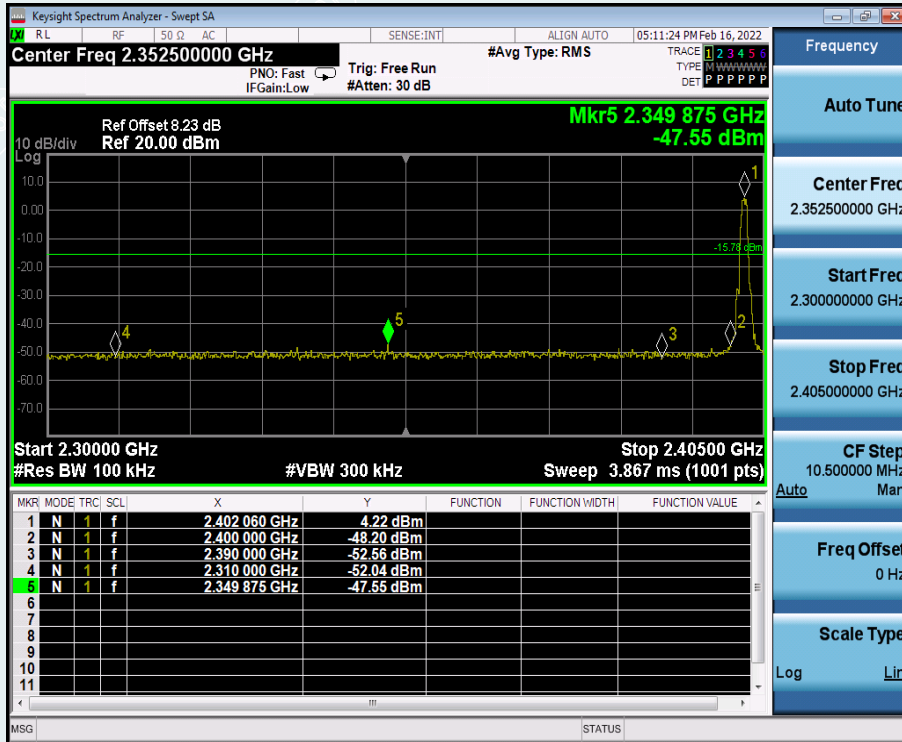 Keysight Spectrum Analyzer - Swept SA
LXI RL RF 50 Ω AC SENSE:INT ALIGN AUTO 05:11:24 PM Feb 16, 2022
Center Freq 2.352500000 GHz
PNO: Fast
IFGain:Low
Trig: Free Run
#Atten: 30 dB
#Avg Type: RMS
TRACE 1 2 3 4 5 6
TYPE M W W W W W
DET P P P P P P
Ref Offset 8.23 dB
10 dB/div Ref 20.00 dBm
Log
Mkr5 2.349 875 GHz
-47.55 dBm
10.0
0.00
-10.0
-20.0
-30.0
-40.0
-50.0
-60.0
-70.0
-15.78 dBm
1
2
3
4
5
Start 2.30000 GHz Stop 2.40500 GHz
#Res BW 100 kHz #VBW 300 kHz Sweep 3.867 ms (1001 pts)
MKR MODE TRC SCL X Y FUNCTION FUNCTION WIDTH FUNCTION VALUE
1 N 1 f 2.402 060 GHz 4.22 dBm
2 N 1 f 2.400 000 GHz -48.20 dBm
3 N 1 f 2.390 000 GHz -52.56 dBm
4 N 1 f 2.310 000 GHz -52.04 dBm
5 N 1 f 2.349 875 GHz -47.55 dBm
6
7
8
9
10
11
MSG STATUS
Frequency
Auto Tune
Center Freq
2.352500000 GHz
Start Freq
2.300000000 GHz
Stop Freq
2.405000000 GHz
CF Step
10.500000 MHz
Auto Man
Freq Offset
0 Hz
Scale Type
Log Lin